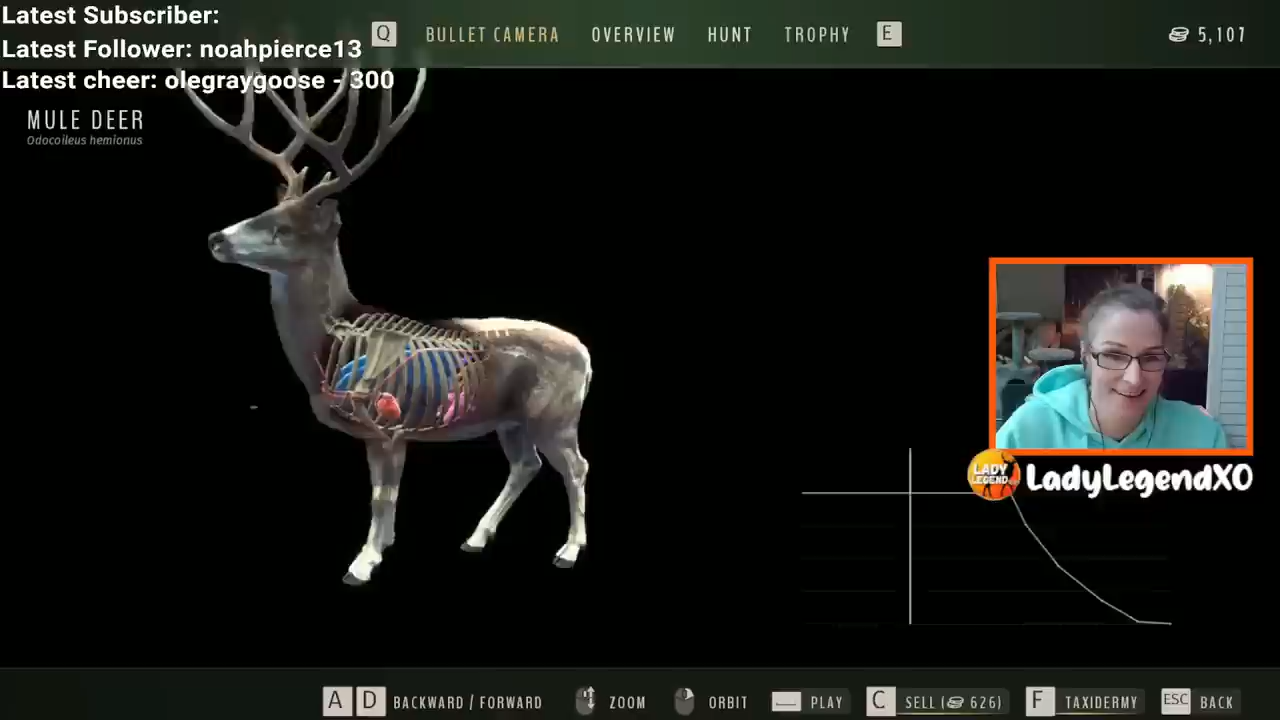 Latest Subscriber:
Latest Follower: noahpierce13
Latest cheer: olegraygoose - 300
Q BULLET CAMERA OVERVIEW HUNT TROPHY E
5,107
MULE DEER
Odocoileus hemionus
LADY LEGEND
LadyLegendXO
A D BACKWARD / FORWARD ZOOM ORBIT PLAY C SELL ( 626) F TAXIDERMY ESC BACK